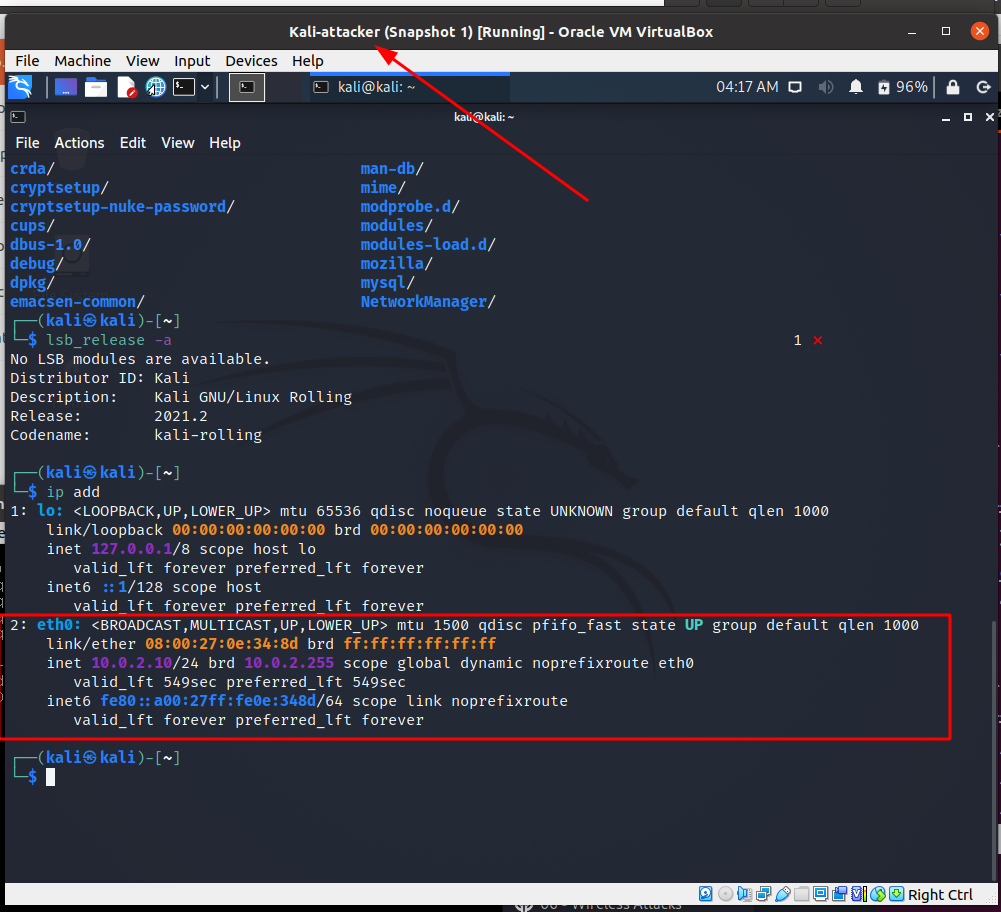 Kali-attacker (Snapshot 1) [Running] - Oracle VM VirtualBox
File Machine View Input Devices Help
kali@kali: ~ 04:17 AM 96%
kali@kali: ~
File Actions Edit View Help
crda/ man-db/
cryptsetup/ mime/
cryptsetup-nuke-password/ modprobe.d/
cups/ modules/
dbus-1.0/ modules-load.d/
debug/ mozilla/
dpkg/ mysql/
emacsen-common/ NetworkManager/
┌──(kali㉿kali)-[~]
└─$ lsb_release -a 1 ⨯
No LSB modules are available.
Distributor ID: Kali
Description: Kali GNU/Linux Rolling
Release: 2021.2
Codename: kali-rolling
┌──(kali㉿kali)-[~]
└─$ ip add
1: lo: <LOOPBACK,UP,LOWER_UP> mtu 65536 qdisc noqueue state UNKNOWN group default qlen 1000
link/loopback 00:00:00:00:00:00 brd 00:00:00:00:00:00
inet 127.0.0.1/8 scope host lo
valid_lft forever preferred_lft forever
inet6 ::1/128 scope host
valid_lft forever preferred_lft forever
2: eth0: <BROADCAST,MULTICAST,UP,LOWER_UP> mtu 1500 qdisc pfifo_fast state UP group default qlen 1000
link/ether 08:00:27:0e:34:8d brd ff:ff:ff:ff:ff:ff
inet 10.0.2.10/24 brd 10.0.2.255 scope global dynamic noprefixroute eth0
valid_lft 549sec preferred_lft 549sec
inet6 fe80::a00:27ff:fe0e:348d/64 scope link noprefixroute
valid_lft forever preferred_lft forever
┌──(kali㉿kali)-[~]
└─$
Right Ctrl
Wireless Attacks